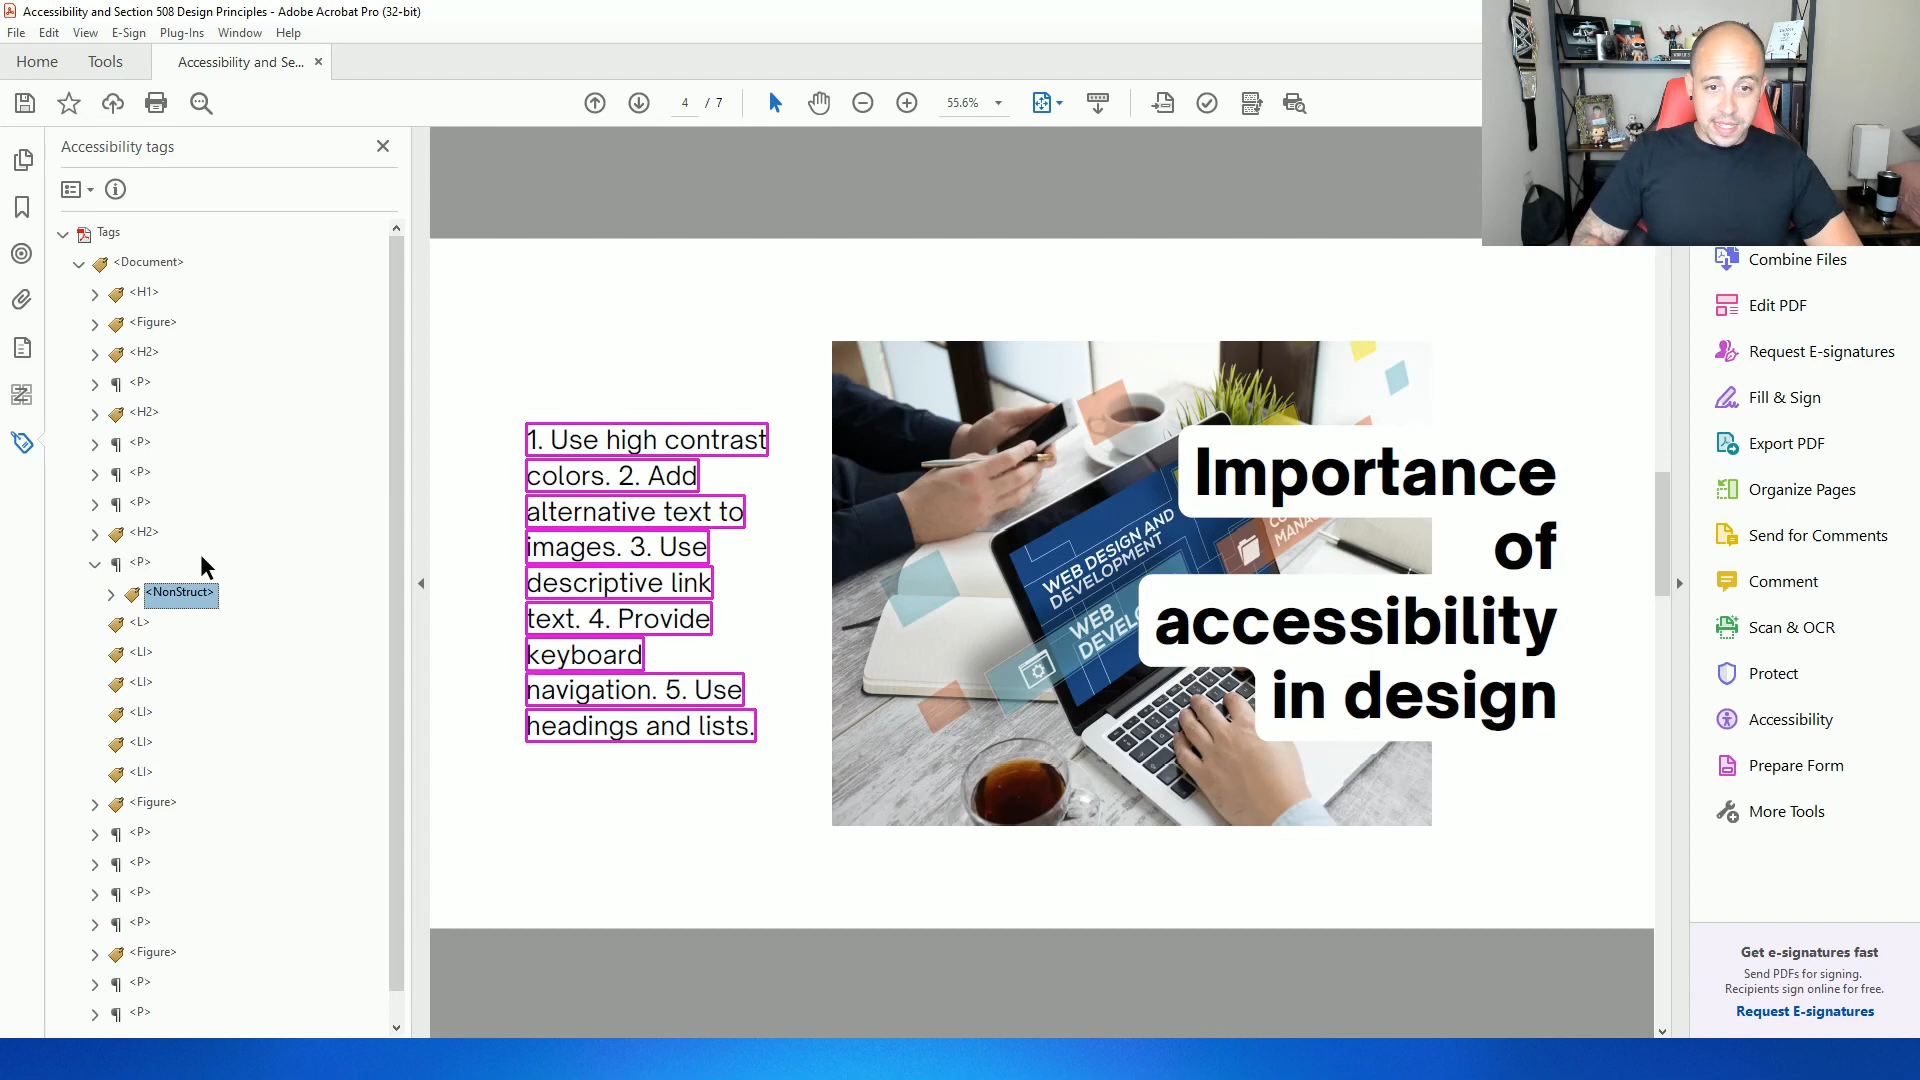 Accessibility and Section 508 Design Principles - Adobe Acrobat Pro (32-bit)
File Edit View E-Sign Plug-Ins Window Help
Home Tools Accessibility and Se... ×
4 / 7 55.6%
Accessibility tags
Tags
<Document>
<H1>
<Figure>
<H2>
<P>
<H2>
<P>
<P>
<P>
<H2>
<P>
<NonStruct>
<L>
<LI>
<LI>
<LI>
<LI>
<LI>
<Figure>
<P>
<P>
<P>
<P>
<Figure>
<P>
<P>
1. Use high contrast
colors. 2. Add
alternative text to
images. 3. Use
descriptive link
text. 4. Provide
keyboard
navigation. 5. Use
headings and lists.
WEB DESIGN AND
DEVELOPMENT
WEB
DEVEL
Importance
of
accessibility
in design
Combine Files
Edit PDF
Request E-signatures
Fill & Sign
Export PDF
Organize Pages
Send for Comments
Comment
Scan & OCR
Protect
Accessibility
Prepare Form
More Tools
Get e-signatures fast
Send PDFs for signing.
Recipients sign online for free.
Request E-signatures